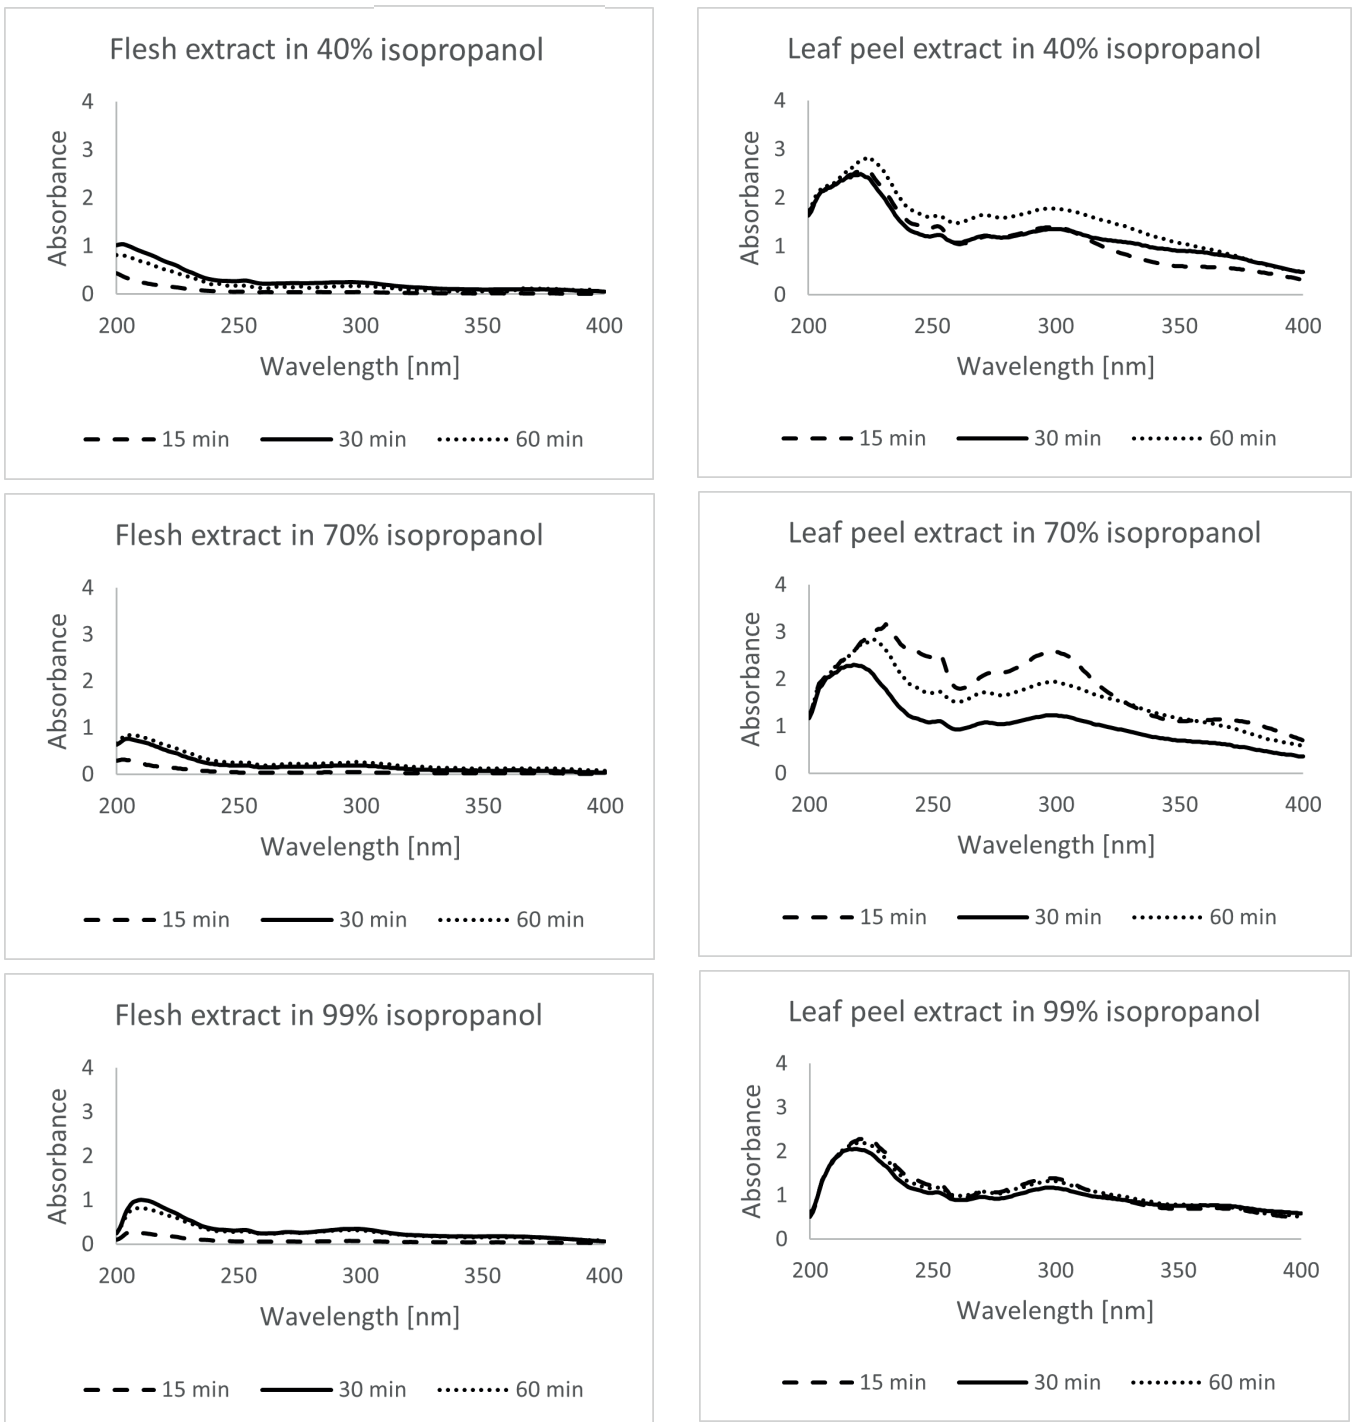 Flesh extract in 40% isopropanol
4
3
2
1
0
Absorbance
200 250 300 350 400
Wavelength [nm]
15 min 30 min 60 min
Leaf peel extract in 40% isopropanol
4
3
2
1
0
Absorbance
200 250 300 350 400
Wavelength [nm]
15 min 30 min 60 min
Flesh extract in 70% isopropanol
4
3
2
1
0
Absorbance
200 250 300 350 400
Wavelength [nm]
15 min 30 min 60 min
Leaf peel extract in 70% isopropanol
4
3
2
1
0
Absorbance
200 250 300 350 400
Wavelength [nm]
15 min 30 min 60 min
Flesh extract in 99% isopropanol
4
3
2
1
0
Absorbance
200 250 300 350 400
Wavelength [nm]
15 min 30 min 60 min
Leaf peel extract in 99% isopropanol
4
3
2
1
0
Absorbance
200 250 300 350 400
Wavelength [nm]
15 min 30 min 60 min